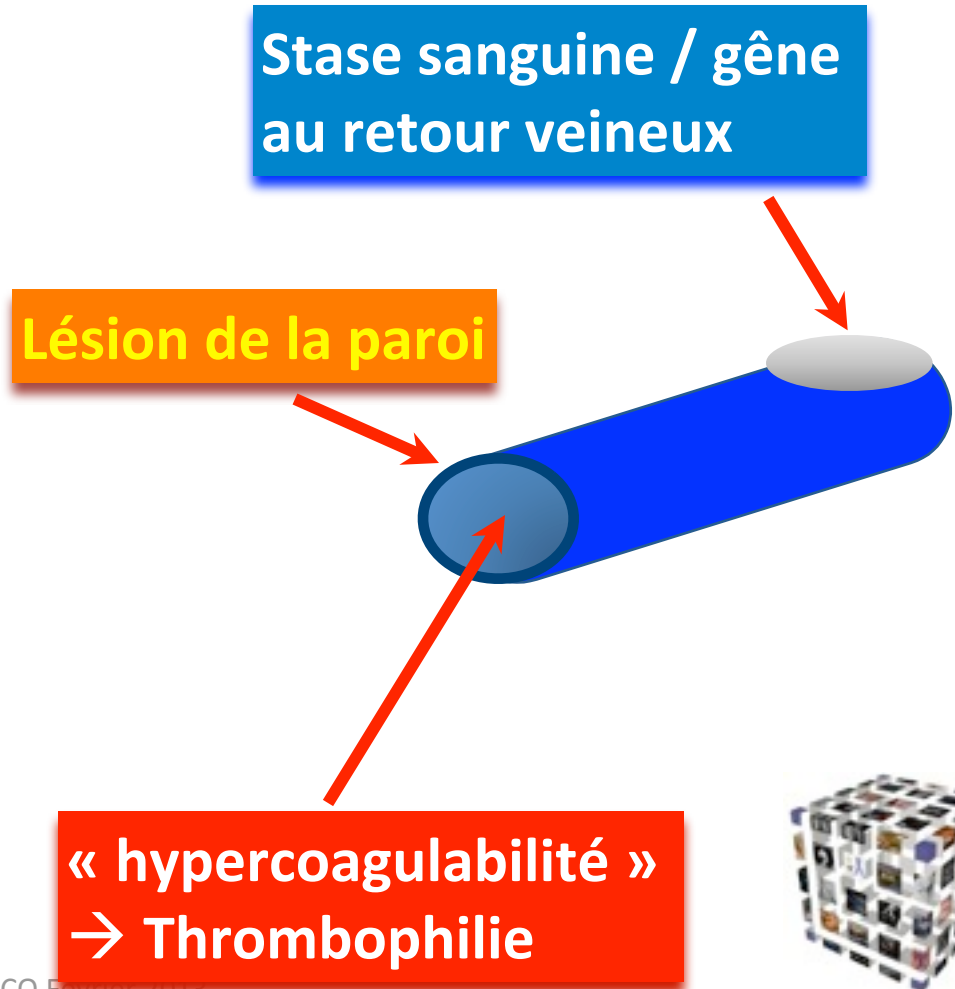 Stase sanguine / gêne
au retour veineux
Lésion de la paroi
« hypercoagulabilité »
→ Thrombophilie